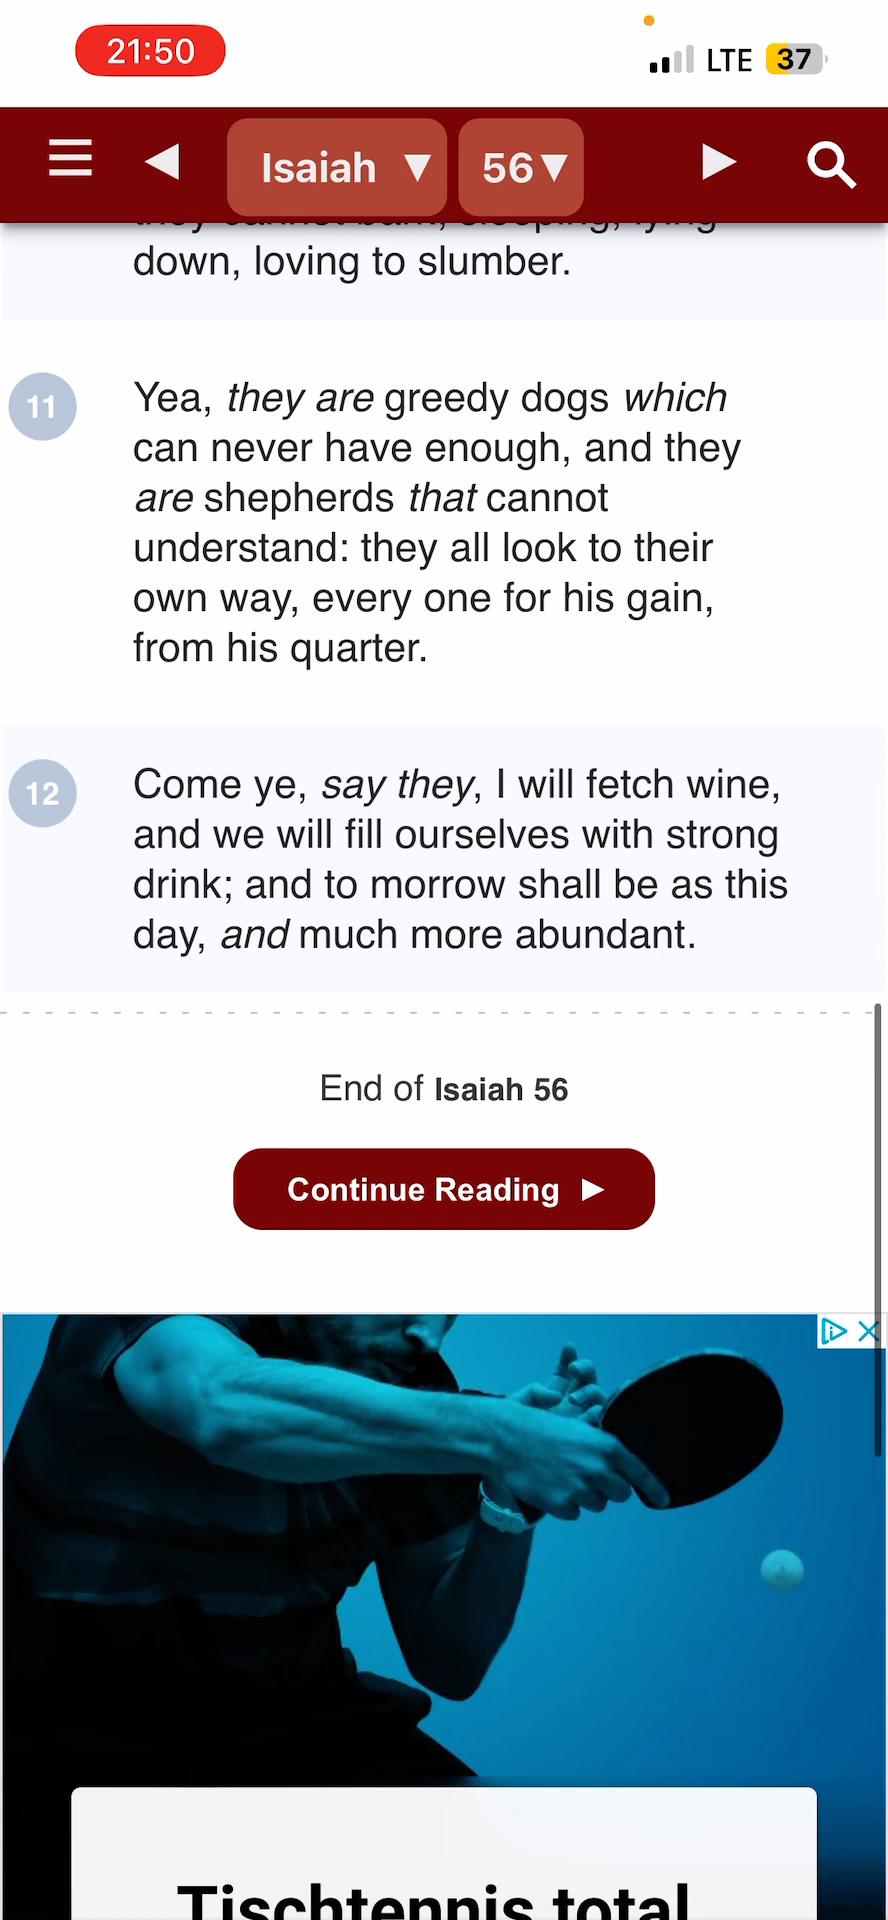 21:50
LTE 37
Isaiah ▼ 56▼
down, loving to slumber.
11
Yea, they are greedy dogs which
can never have enough, and they
are shepherds that cannot
understand: they all look to their
own way, every one for his gain,
from his quarter.
12
Come ye, say they, I will fetch wine,
and we will fill ourselves with strong
drink; and to morrow shall be as this
day, and much more abundant.
End of Isaiah 56
Continue Reading ▶
Tischtennis total